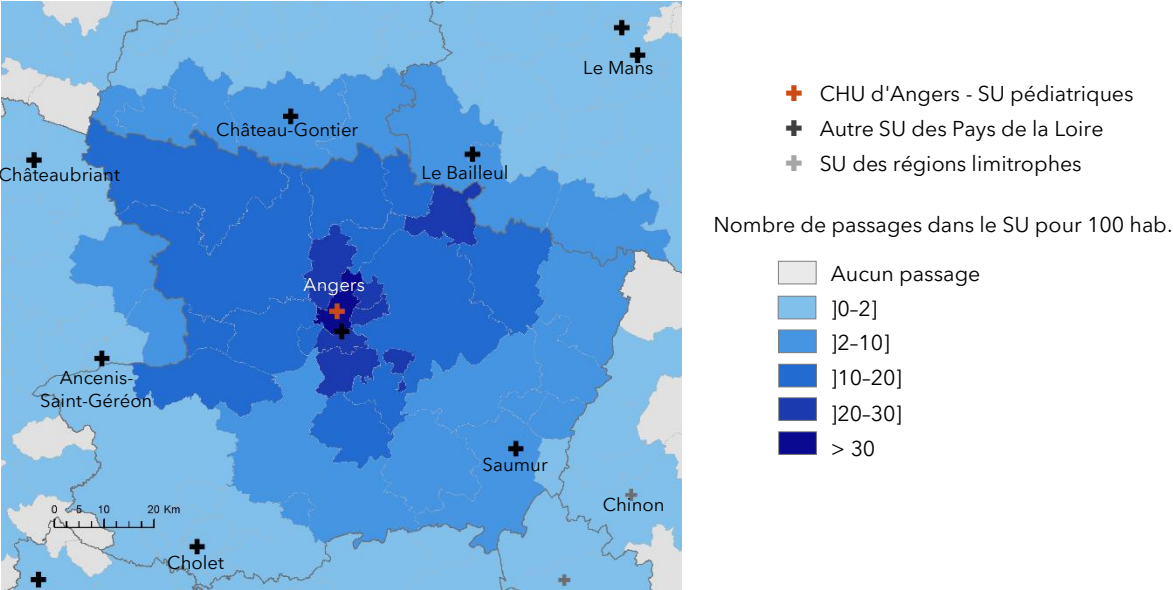 Le Mans
Château-Gontier
Le Bailleul
Châteaubriant
Angers
Ancenis-
Saint-Géréon
Saumur
Chinon
0 5 10 20 Km
Cholet
CHU d'Angers - SU pédiatriques
Autre SU des Pays de la Loire
SU des régions limitrophes
Nombre de passages dans le SU pour 100 hab.
Aucun passage
]0–2]
]2–10]
]10–20]
]20–30]
> 30